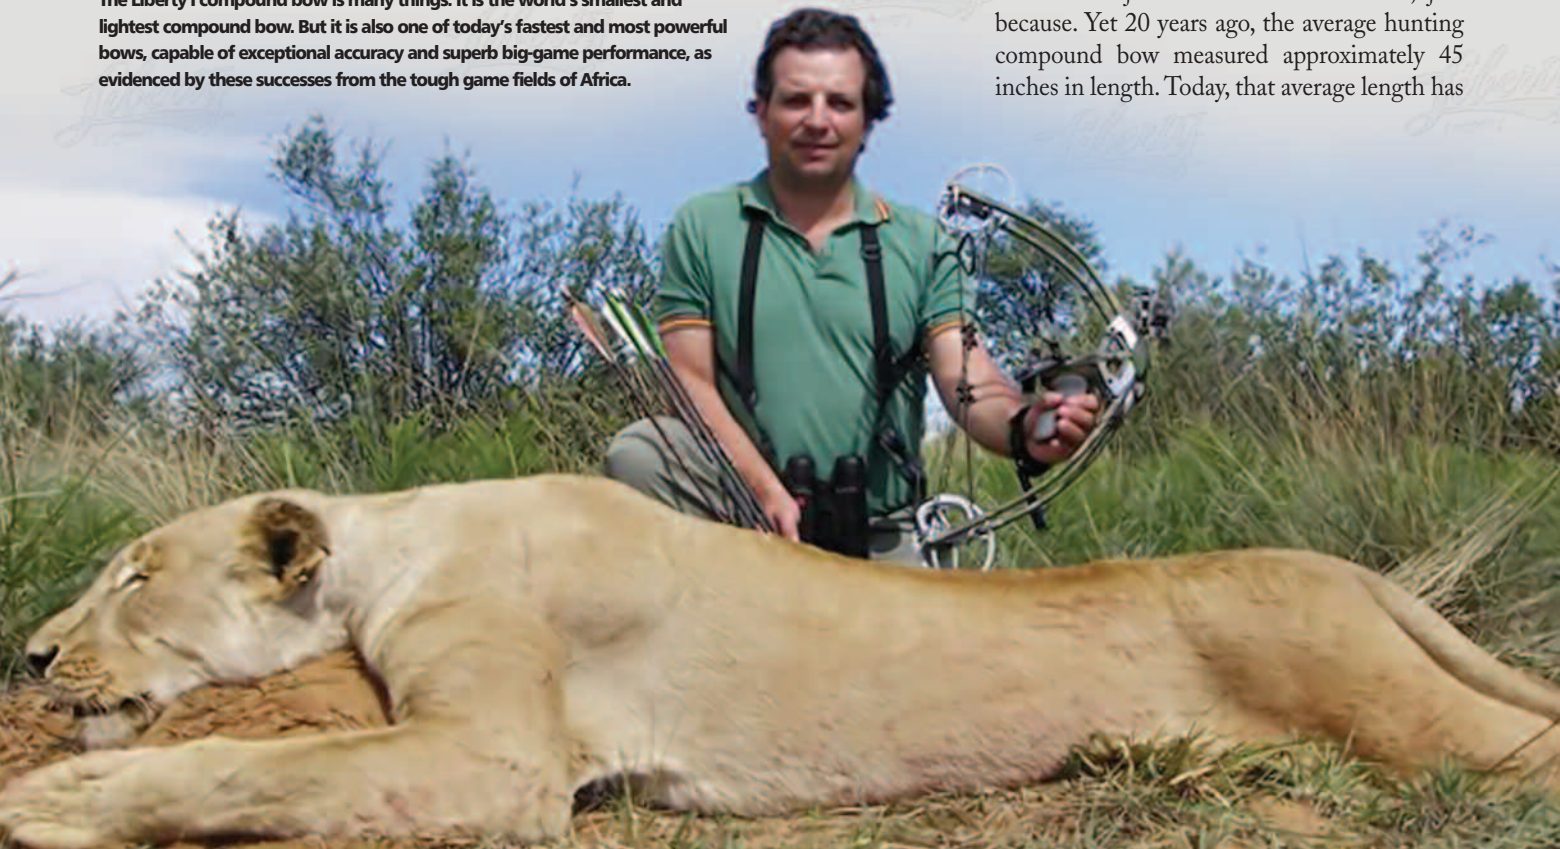 The Liberty I compound bow is many things. It is the world's smallest and
lightest compound bow. But it is also one of today's fastest and most powerful
bows, capable of exceptional accuracy and superb big-game performance, as
evidenced by these successes from the tough game fields of Africa.
because. Yet 20 years ago, the average hunting
compound bow measured approximately 45
inches in length. Today, that average length has